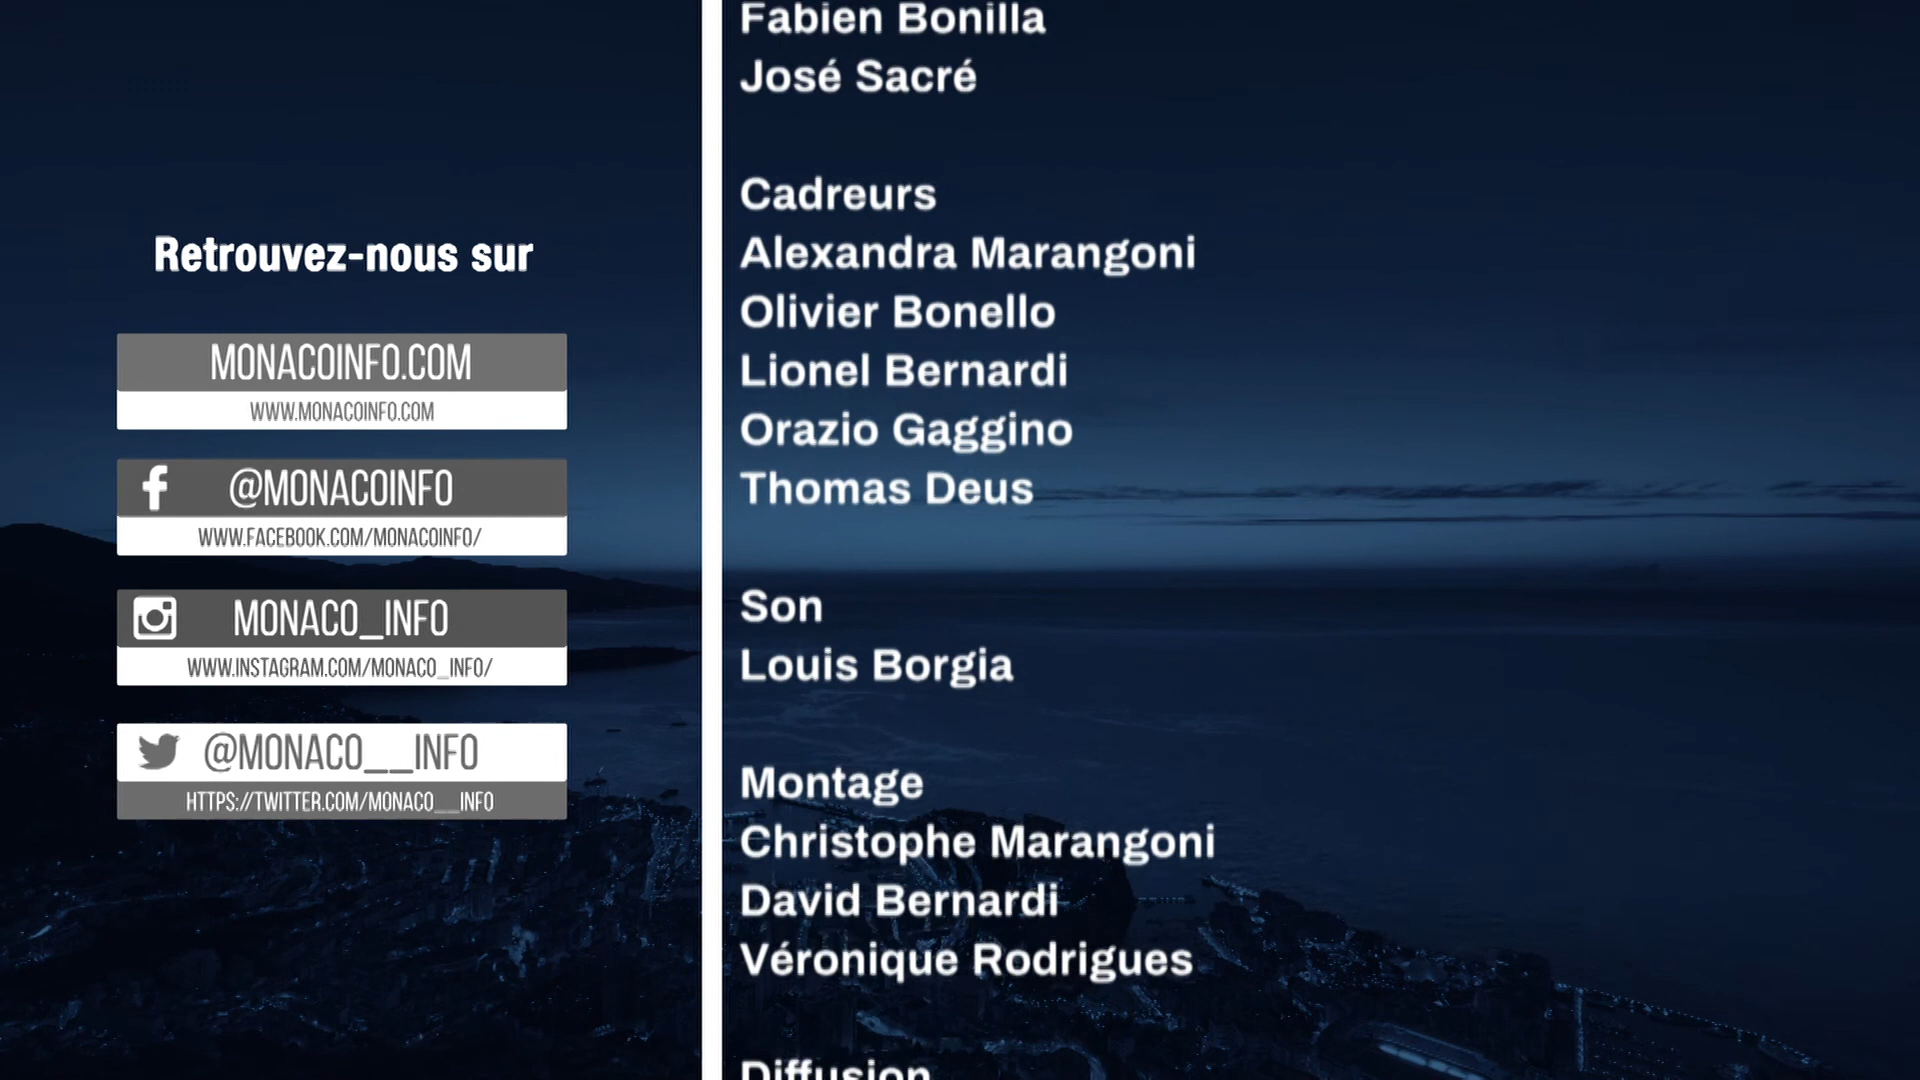 Retrouvez-nous sur
MONACOINFO.COM
WWW.MONACOINFO.COM
@MONACOINFO
WWW.FACEBOOK.COM/MONACOINFO/
MONACO_INFO
WWW.INSTAGRAM.COM/MONACO_INFO/
@MONACO__INFO
HTTPS://TWITTER.COM/MONACO__INFO
Fabien Bonilla
José Sacré
Cadreurs
Alexandra Marangoni
Olivier Bonello
Lionel Bernardi
Orazio Gaggino
Thomas Deus
Son
Louis Borgia
Montage
Christophe Marangoni
David Bernardi
Véronique Rodrigues
Diffusion